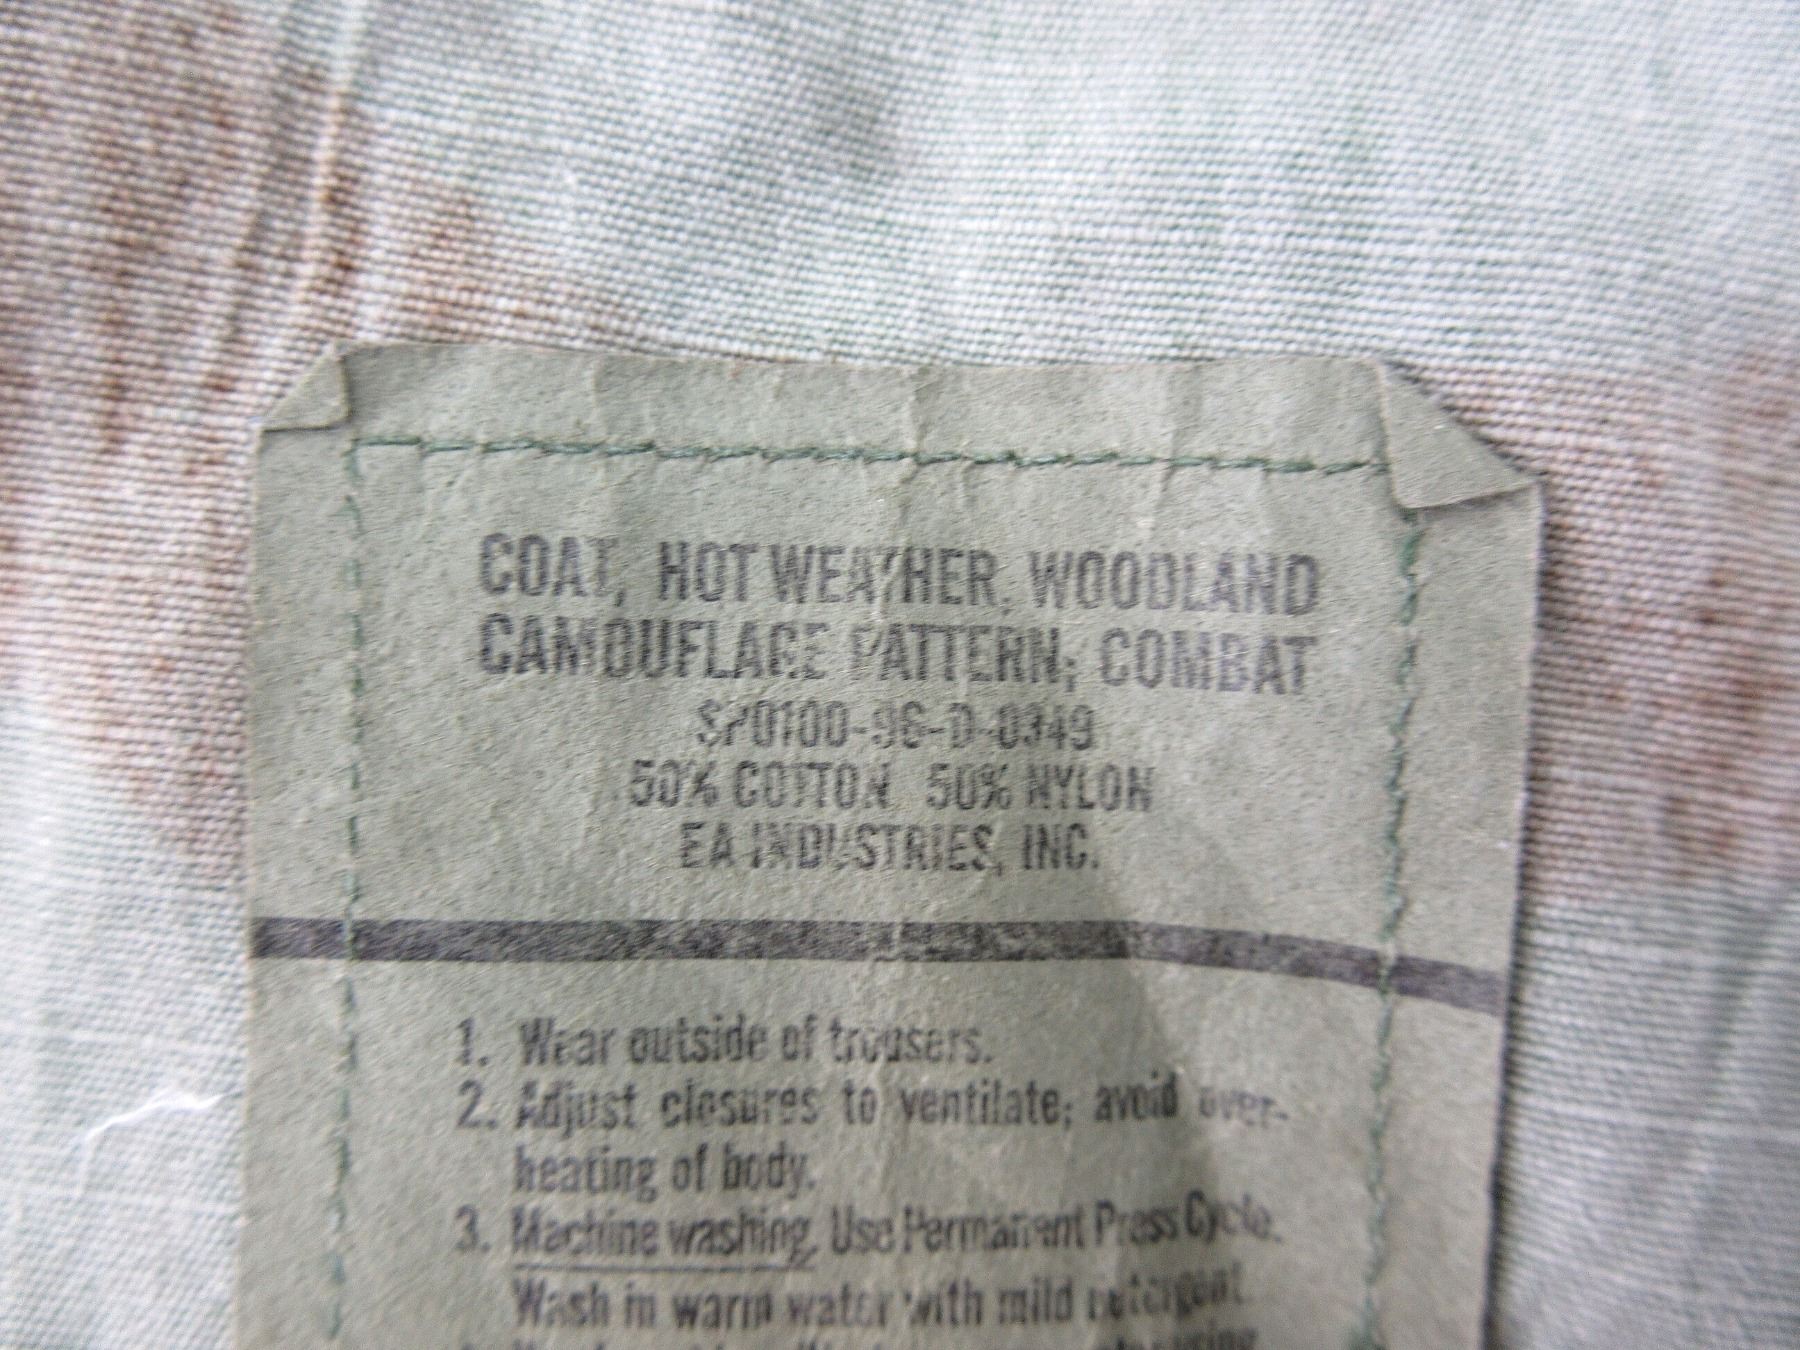 COAT, HOT WEATHER, WOODLAND
CAMOUFLAGE PATTERN, COMBAT
SP0100-96-D-0349
50% COTTON 50% NYLON
EA INDUSTRIES, INC.
1. Wear outside of trousers.
2. Adjust closures to ventilate; avoid over-
heating of body.
3. Machine washing. Use Permanent Press Cycle.
Wash in warm water with mild detergent.